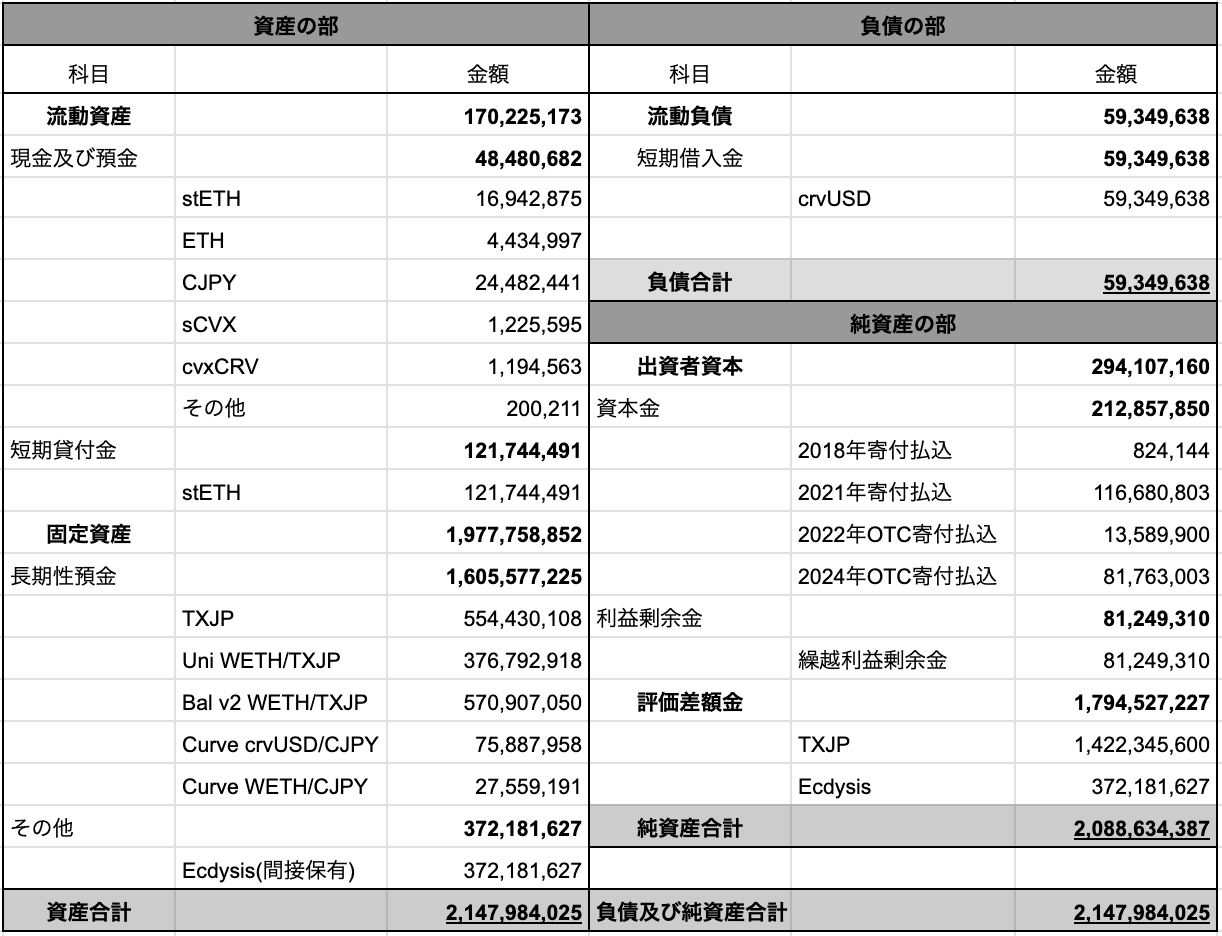 資産の部 負債の部
科目 金額 科目 金額
流動資産 170,225,173 流動負債 59,349,638
現金及び預金 48,480,682 短期借入金 59,349,638
stETH 16,942,875 crvUSD 59,349,638
ETH 4,434,997
CJPY 24,482,441 負債合計 59,349,638
sCVX 1,225,595 純資産の部
cvxCRV 1,194,563 出資者資本 294,107,160
その他 200,211 資本金 212,857,850
短期貸付金 121,744,491 2018年寄付払込 824,144
stETH 121,744,491 2021年寄付払込 116,680,803
固定資産 1,977,758,852 2022年OTC寄付払込 13,589,900
長期性預金 1,605,577,225 2024年OTC寄付払込 81,763,003
TXJP 554,430,108 利益剰余金 81,249,310
Uni WETH/TXJP 376,792,918 繰越利益剰余金 81,249,310
Bal v2 WETH/TXJP 570,907,050 評価差額金 1,794,527,227
Curve crvUSD/CJPY 75,887,958 TXJP 1,422,345,600
Curve WETH/CJPY 27,559,191 Ecdysis 372,181,627
その他 372,181,627 純資産合計 2,088,634,387
Ecdysis(間接保有) 372,181,627
資産合計 2,147,984,025 負債及び純資産合計 2,147,984,025